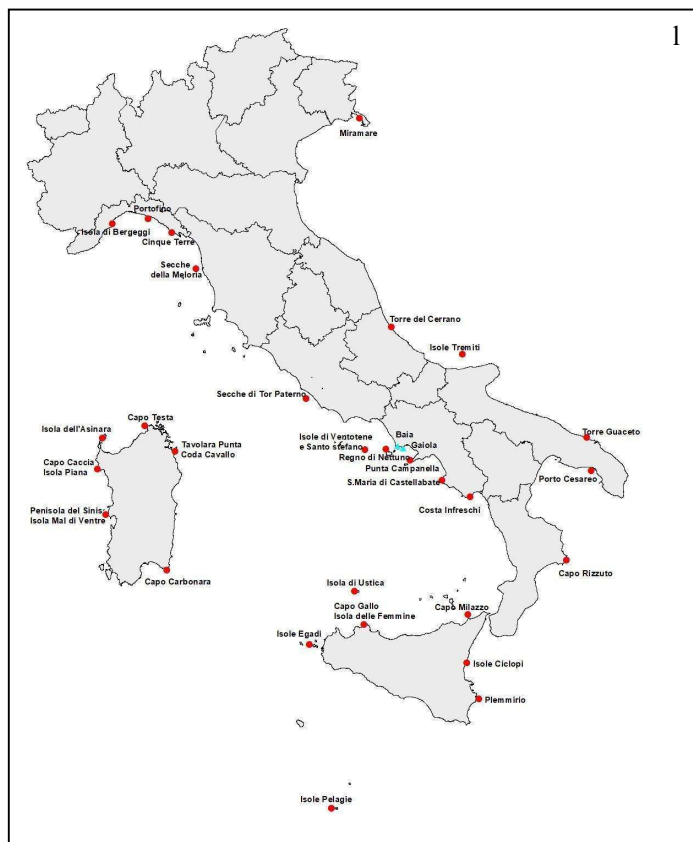 1
Miramare
Portofino
Isola di Bergeggi
Cinque Terre
Secche
della Meloria
Torre del Cerrano
Isole Tremiti
Secche di Tor Paterno
Capo Testa
Isola dell'Asinara
Tavolara Punta
Coda Cavallo
Capo Caccia
Isola Piana
Penisola del Sinis-
Isola Mal di Ventre
Capo Carbonara
Isole di Ventotene
e Santo stefano
Baia
Gaiola
Regno di Nettuno
Punta Campanella
S.Maria di Castellabate
Costa Infreschi
Torre Guaceto
Porto Cesareo
Capo Rizzuto
Isola di Ustica
Capo Gallo
Isola delle Femmine
Capo Milazzo
Isole Egadi
Isole Ciclopi
Plemmirio
Isole Pelagie